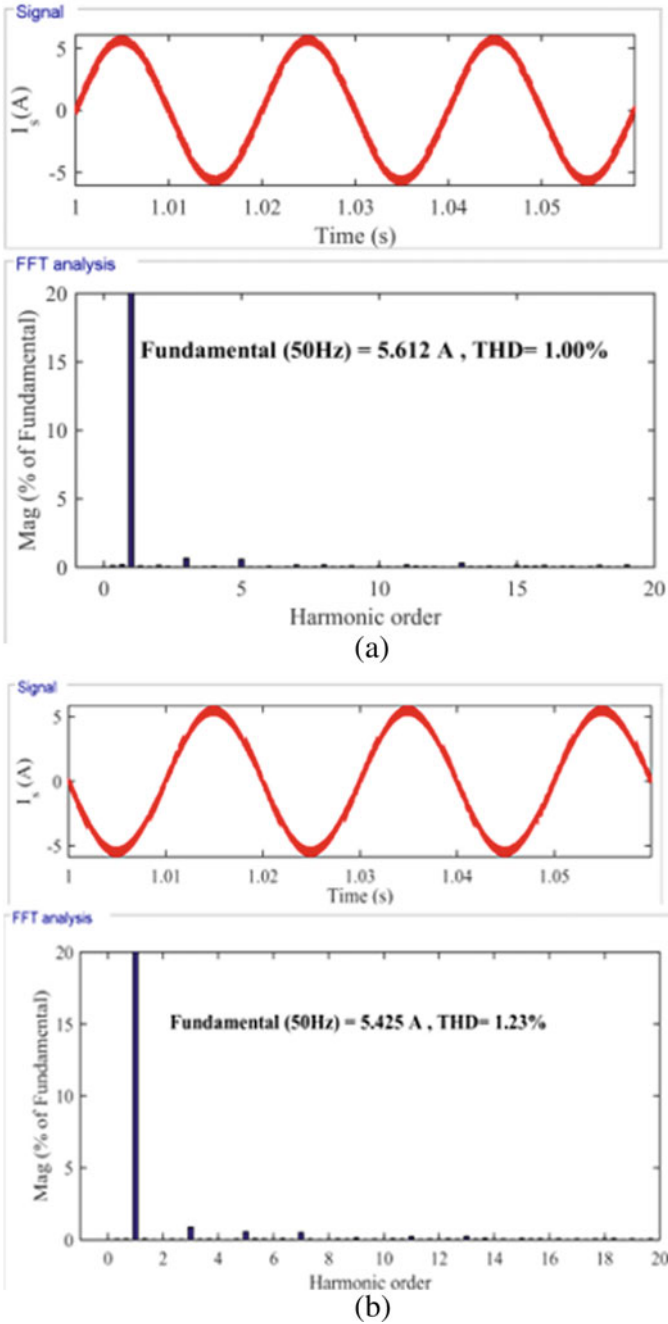 Signal
I_s (A)
5
0
-5
1
1.01
1.02
1.03
1.04
1.05
Time (s)
FFT analysis
Mag (% of Fundamental)
20
15
10
5
0
Fundamental (50Hz) = 5.612 A , THD= 1.00%
0
5
10
15
20
Harmonic order
(a)
Signal
I_s (A)
5
0
-5
1
1.01
1.02
1.03
1.04
1.05
Time (s)
FFT analysis
Mag (% of Fundamental)
20
15
10
5
0
Fundamental (50Hz) = 5.425 A , THD= 1.23%
0
2
4
6
8
10
12
14
16
18
20
Harmonic order
(b)